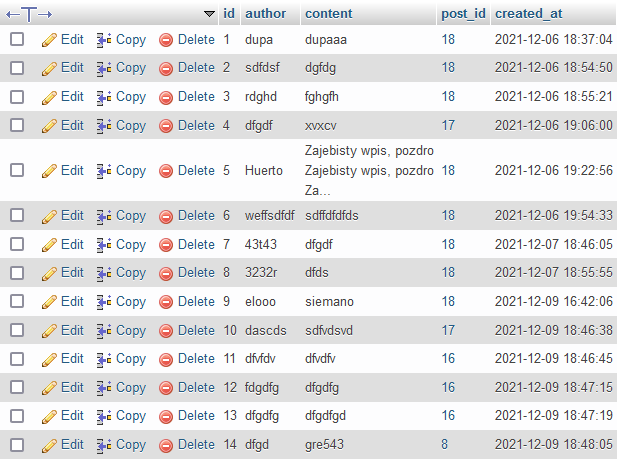 id author content post_id created_at
Edit Copy Delete 1 dupa dupaaa 18 2021-12-06 18:37:04
Edit Copy Delete 2 sdfdsf dgfdg 18 2021-12-06 18:54:50
Edit Copy Delete 3 rdghd fghgfh 18 2021-12-06 18:55:21
Edit Copy Delete 4 dfgdf xvxcv 17 2021-12-06 19:06:00
Zajebisty wpis, pozdro
Edit Copy Delete 5 Huerto Zajebisty wpis, pozdro 18 2021-12-06 19:22:56
Za...
Edit Copy Delete 6 weffsdfdf sdffdfdfds 18 2021-12-06 19:54:33
Edit Copy Delete 7 43t43 dfgdf 18 2021-12-07 18:46:05
Edit Copy Delete 8 3232r dfds 18 2021-12-07 18:55:55
Edit Copy Delete 9 elooo siemano 18 2021-12-09 16:42:06
Edit Copy Delete 10 dascds sdfvdsvd 17 2021-12-09 18:46:38
Edit Copy Delete 11 dfvfdv dfvdfv 16 2021-12-09 18:46:45
Edit Copy Delete 12 fdgdfg dfgdfg 16 2021-12-09 18:47:15
Edit Copy Delete 13 dfgdfg dfgdfgd 16 2021-12-09 18:47:19
Edit Copy Delete 14 dfgd gre543 8 2021-12-09 18:48:05